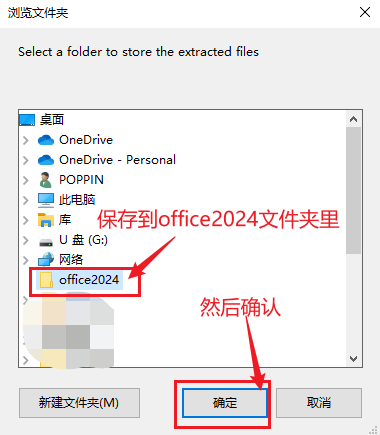 浏览文件夹
Select a folder to store the extracted files
桌面
OneDrive
OneDrive - Personal
POPPIN
此电脑
库
保存到office2024文件夹里
U 盘 (G:)
网络
office2024
然后确认
新建文件夹(M)
确定
取消